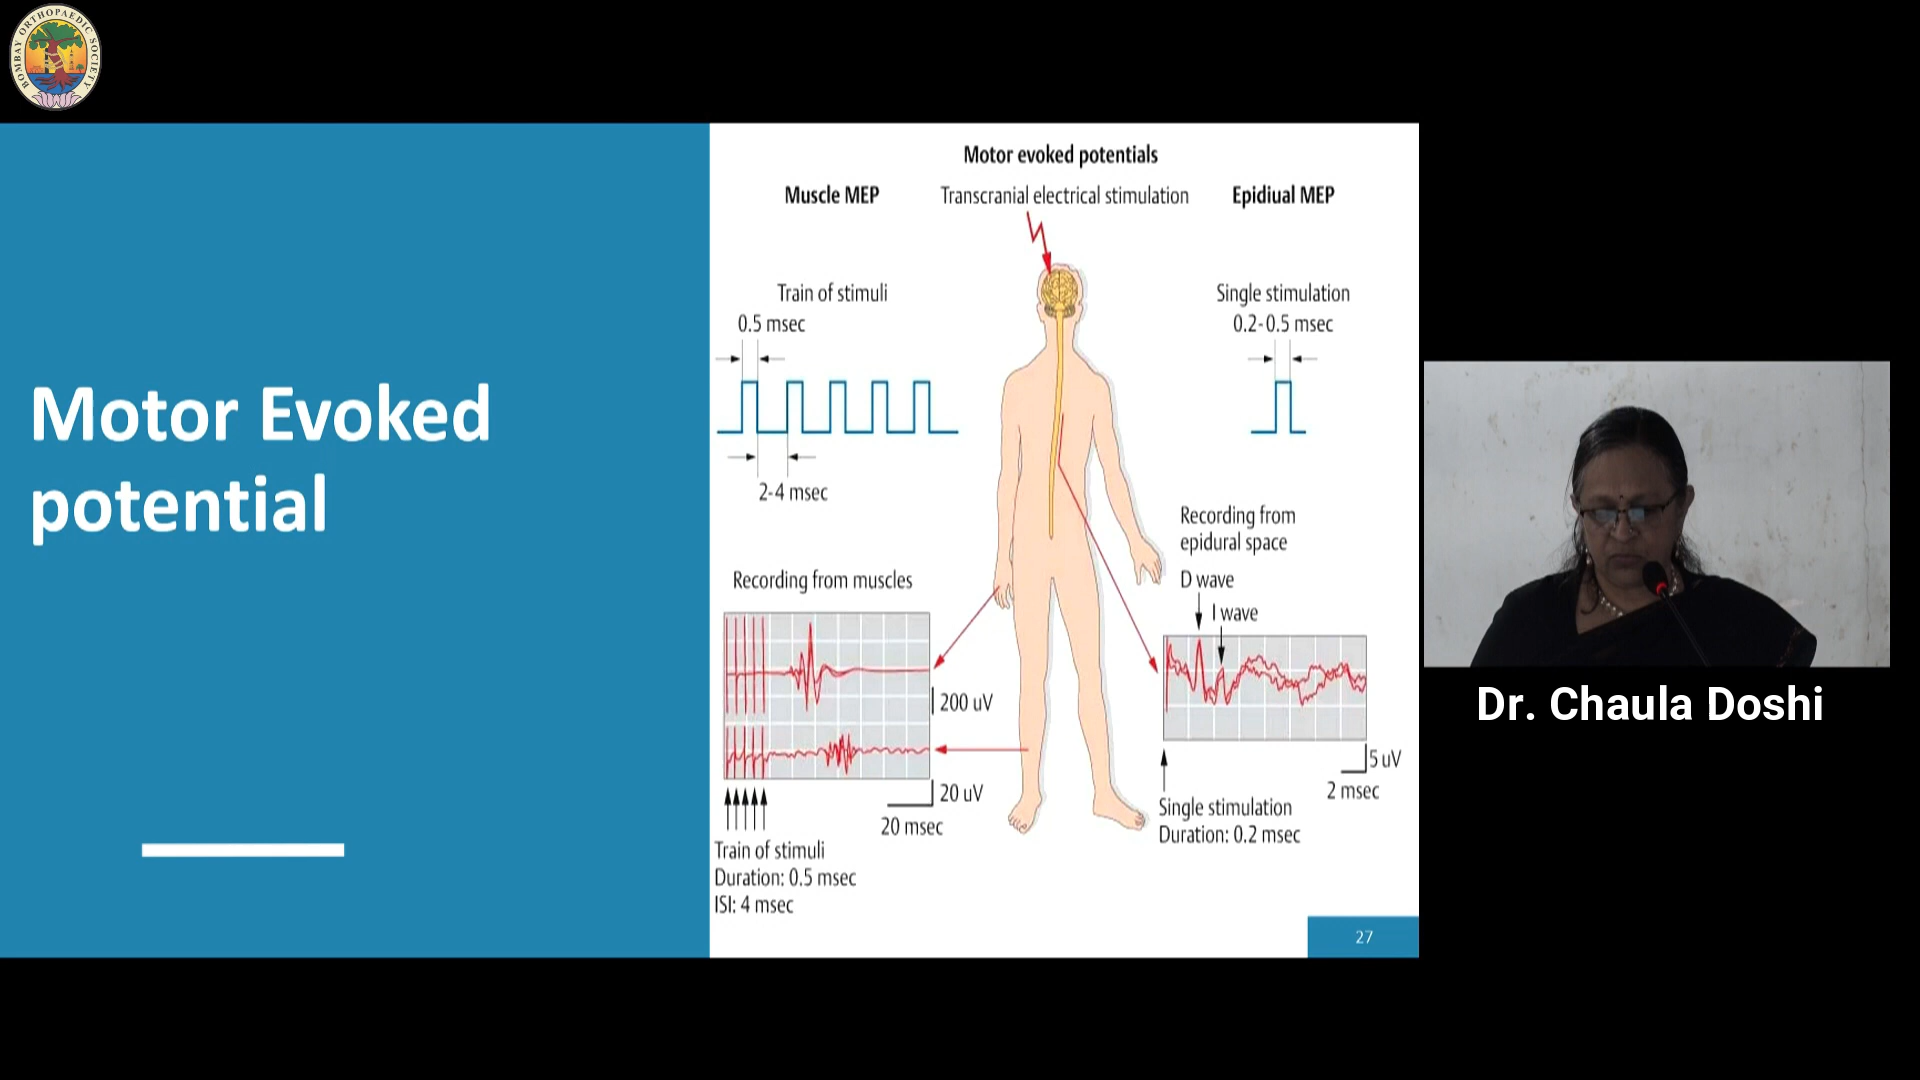 BOMBAY ORTHOPAEDIC SOCIETY
Motor Evoked
potential
Motor evoked potentials
Muscle MEP
Transcranial electrical stimulation
Epidiual MEP
Train of stimuli
0.5 msec
2-4 msec
Single stimulation
0.2-0.5 msec
Recording from muscles
200 uV
20 uV
20 msec
Train of stimuli
Duration: 0.5 msec
ISI: 4 msec
Recording from
epidural space
D wave
I wave
5 uV
2 msec
Single stimulation
Duration: 0.2 msec
27
Dr. Chaula Doshi